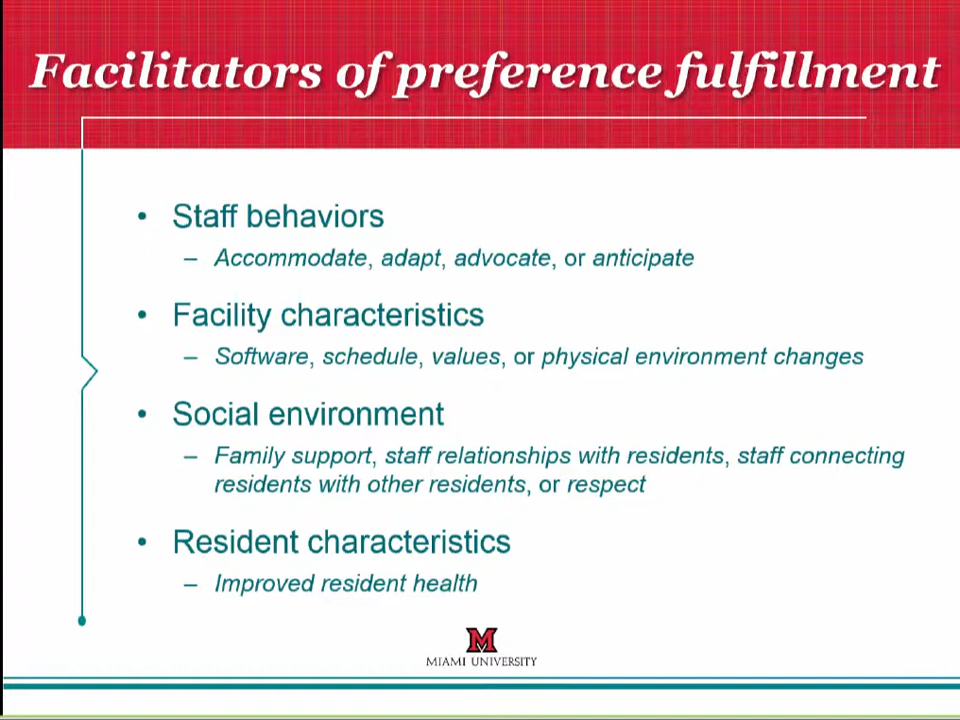 Facilitators of preference fulfillment
• Staff behaviors
– Accommodate, adapt, advocate, or anticipate
• Facility characteristics
– Software, schedule, values, or physical environment changes
• Social environment
– Family support, staff relationships with residents, staff connecting
residents with other residents, or respect
• Resident characteristics
– Improved resident health
M
MIAMI UNIVERSITY